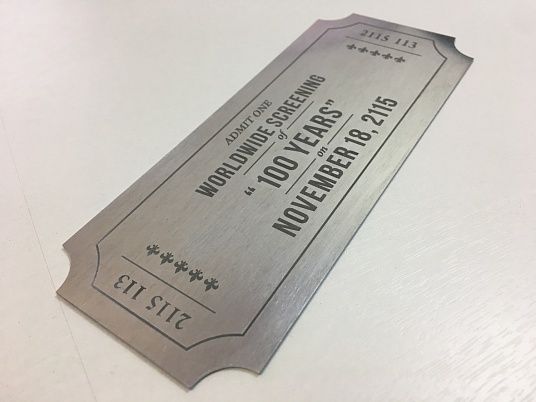 2115 113
ADMIT ONE
WORLDWIDE SCREENING
of
“100 YEARS”
on
NOVEMBER 18, 2115
2115 113